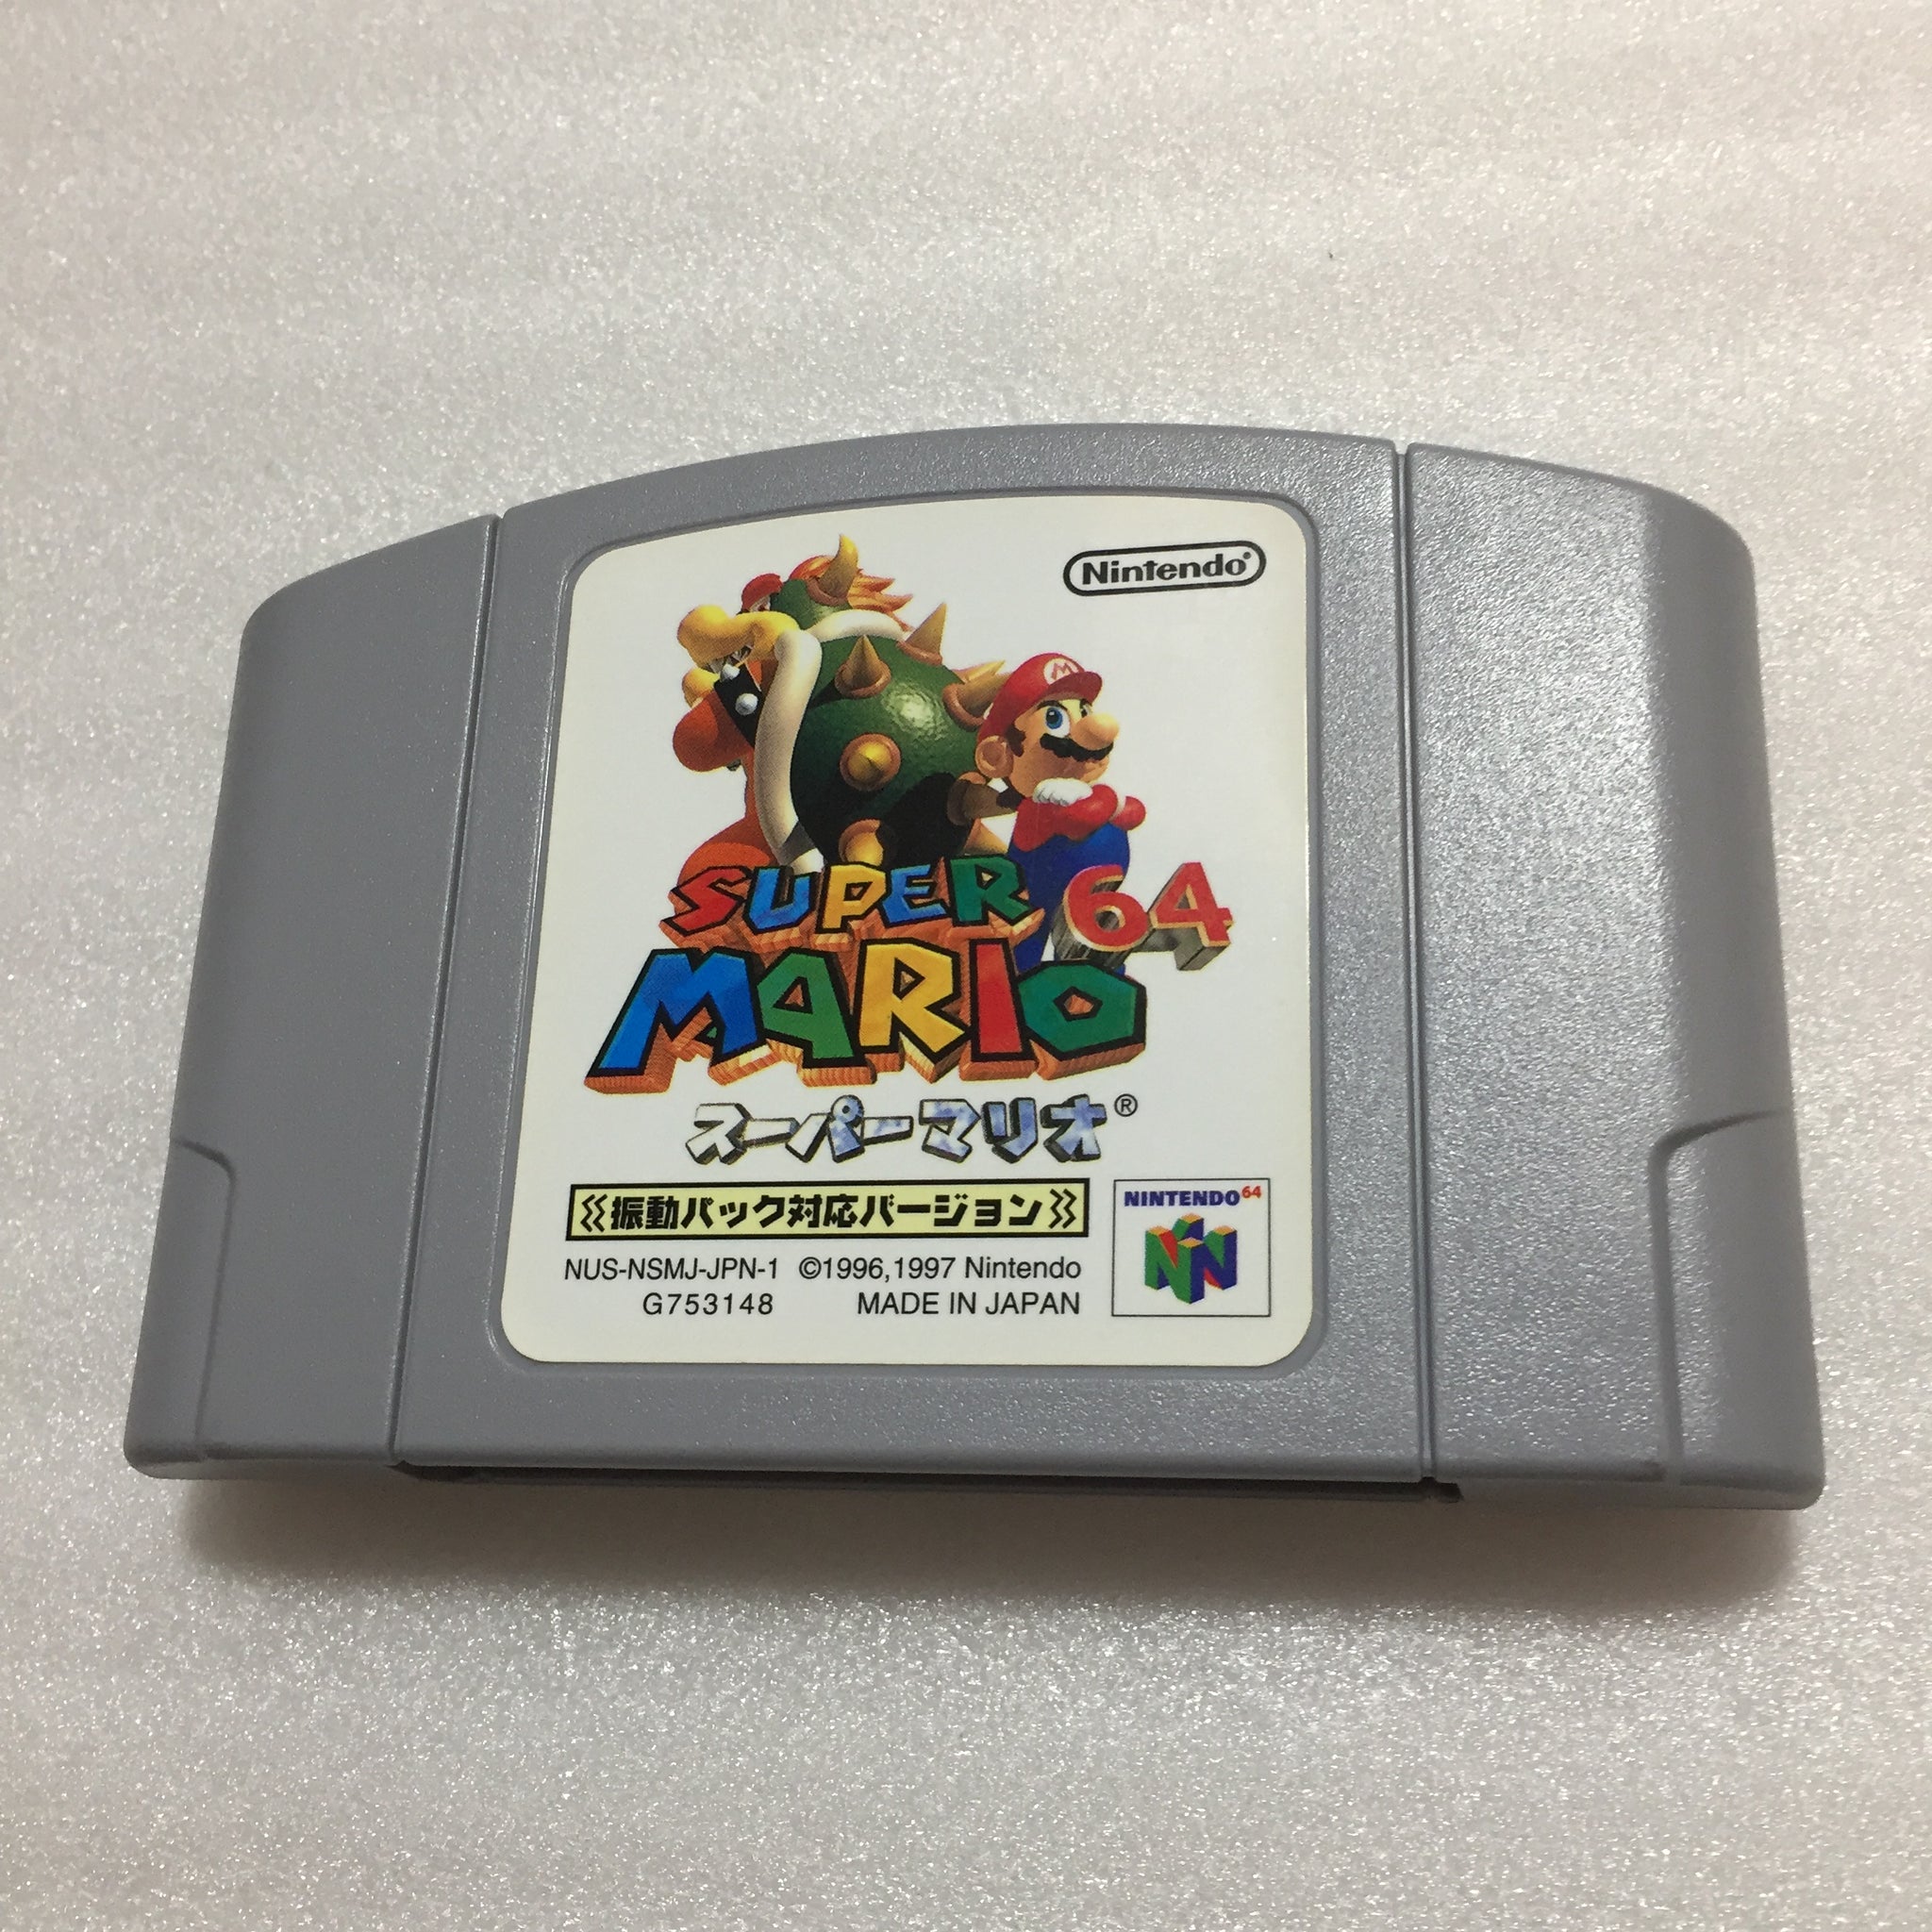 Nintendo®
SUPER
MARIO 64
スーパーマリオ®
振動パック対応バージョン
NUS-NSMJ-JPN-1 ©1996,1997 Nintendo
G753148 MADE IN JAPAN
NINTENDO64